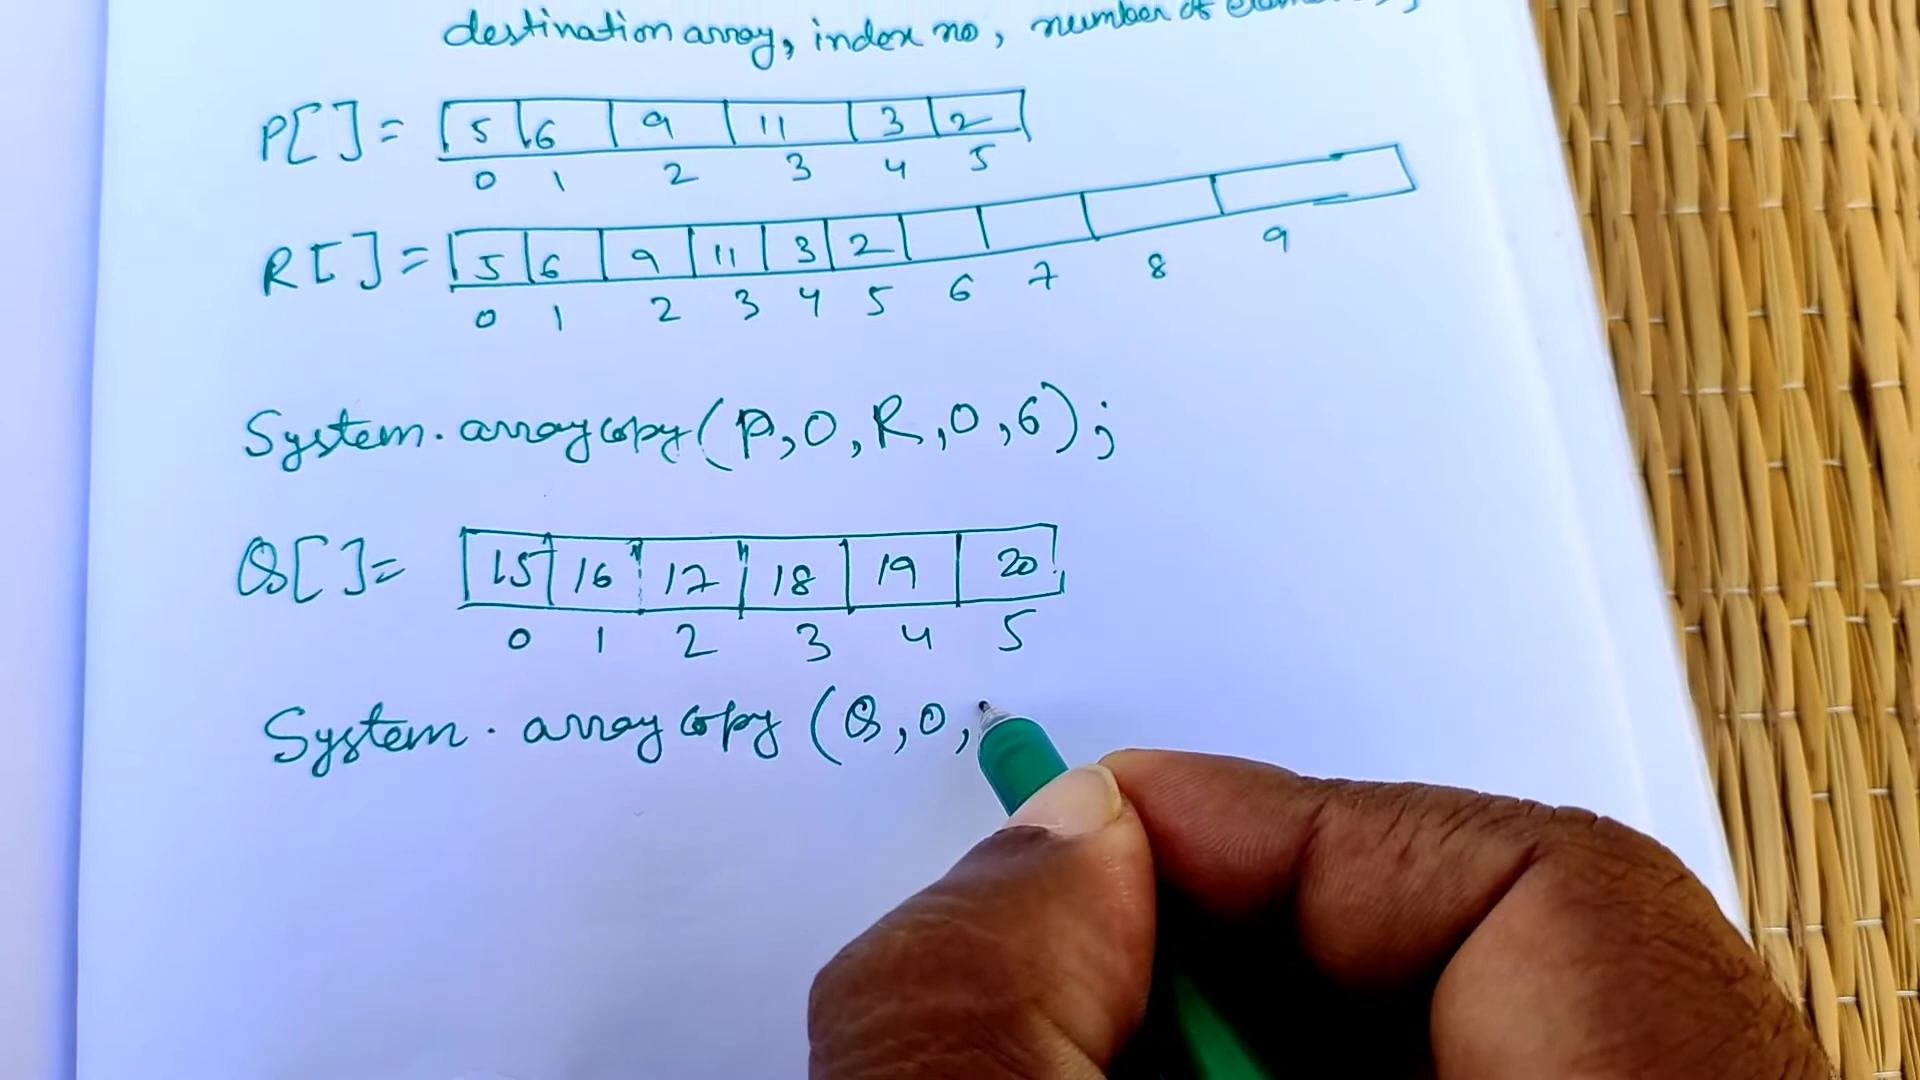 destination array, index no, number of elements,
P[ ] = 5 6 9 11 3 2
0 1 2 3 4 5
R[ ] = 5 6 9 11 3 2
0 1 2 3 4 5 6 7 8 9
System.arraycopy(P,0,R,0,6);
Q[ ]= 15 16 17 18 19 20
0 1 2 3 4 5
System.arraycopy (Q,0,